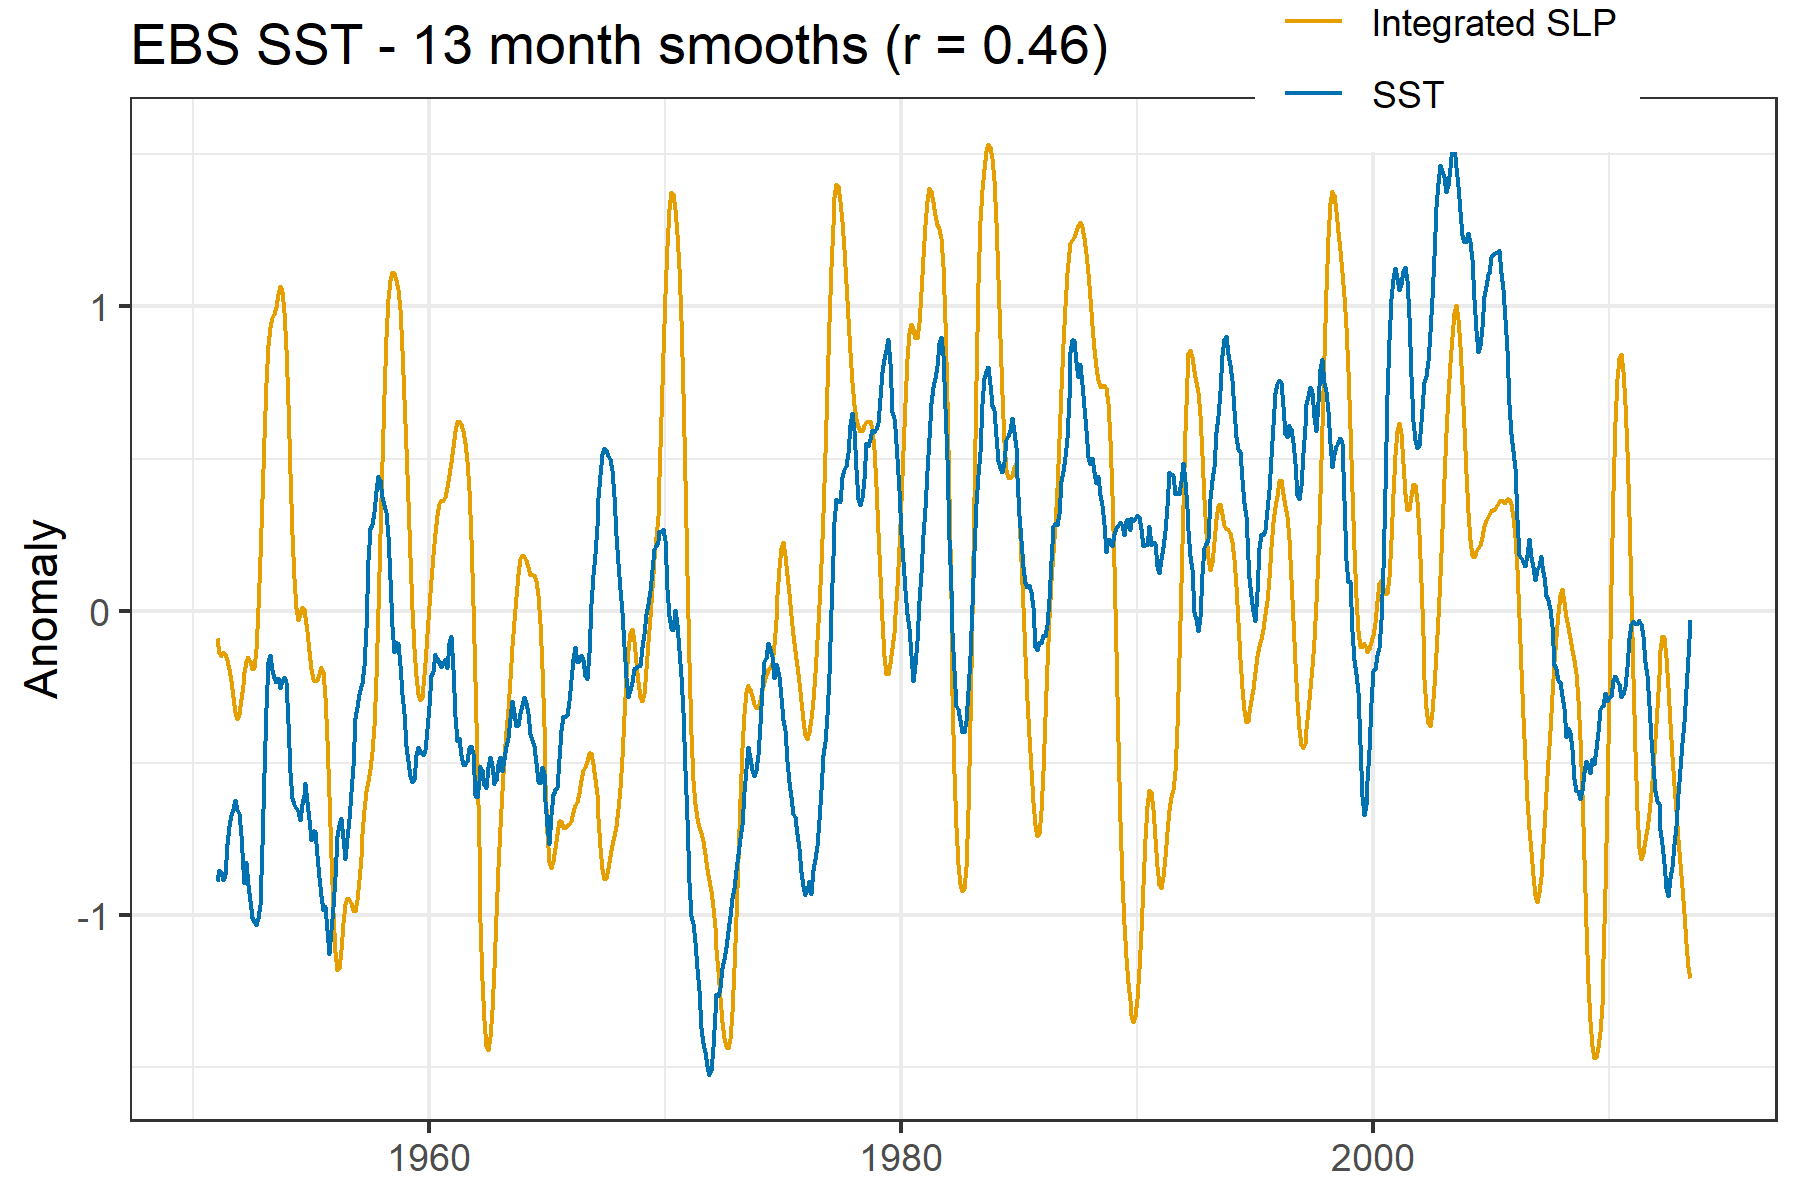 EBS SST - 13 month smooths (r = 0.46)
Integrated SLP
SST
Anomaly
1
0
-1
1960
1980
2000